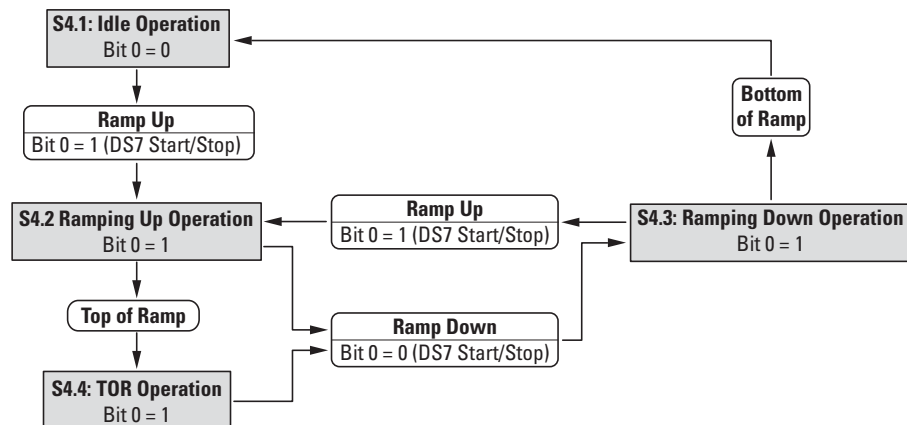 S4.1: Idle Operation
Bit 0 = 0
Ramp Up
Bit 0 = 1 (DS7 Start/Stop)
Bottom
of Ramp
S4.2 Ramping Up Operation
Bit 0 = 1
Ramp Up
Bit 0 = 1 (DS7 Start/Stop)
S4.3: Ramping Down Operation
Bit 0 = 1
Top of Ramp
Ramp Down
Bit 0 = 0 (DS7 Start/Stop)
S4.4: TOR Operation
Bit 0 = 1